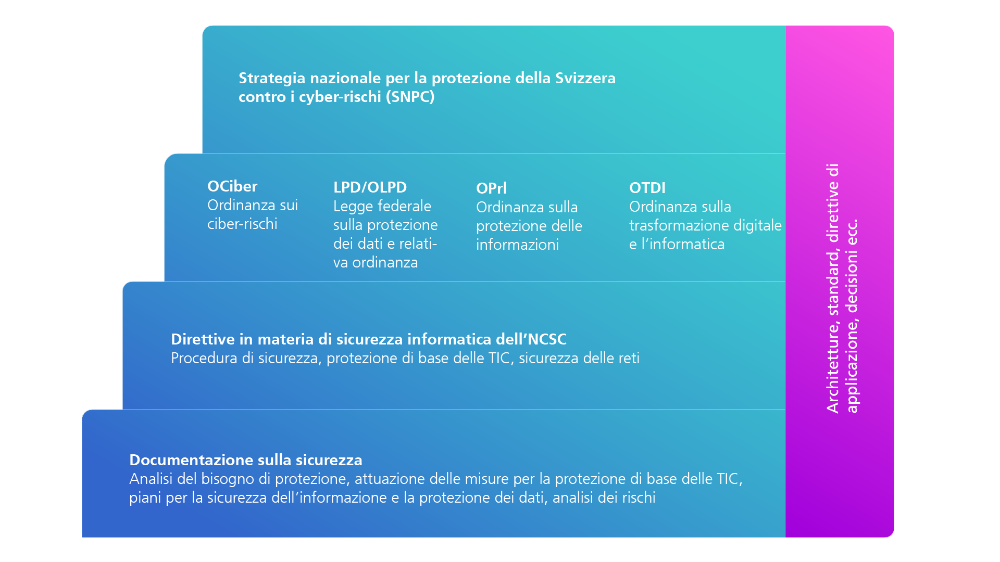 Strategia nazionale per la protezione della Svizzera
contro i cyber-rischi (SNPC)
OCiber
Ordinanza sui
ciber-rischi
LPD/OLPD
Legge federale
sulla protezione
dei dati e relati-
va ordinanza
OPrl
Ordinanza sulla
protezione delle
informazioni
OTDI
Ordinanza sulla
trasformazione digitale
e l’informatica
Direttive in materia di sicurezza informatica dell’NCSC
Procedura di sicurezza, protezione di base delle TIC, sicurezza delle reti
Documentazione sulla sicurezza
Analisi del bisogno di protezione, attuazione delle misure per la protezione di base delle TIC,
piani per la sicurezza dell’informazione e la protezione dei dati, analisi dei rischi
Architetture, standard, direttive di
applicazione, decisioni ecc.